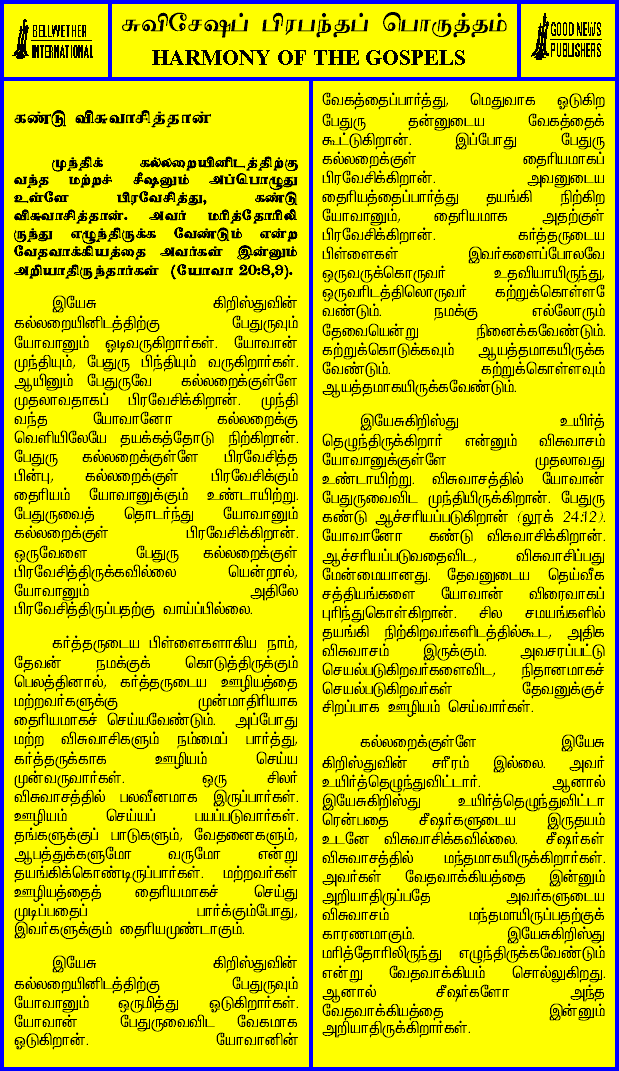 BELLWETHER
INTERNATIONAL
சுவிசேஷப் பிரபந்தப் பொருத்தம்
HARMONY OF THE GOSPELS
GOOD NEWS
PUBLISHERS
கண்டு விசுவாசித்தான்
முந்திக் கல்லறையினிடத்திற்கு
வந்த மற்றச் சீஷனும் அப்பொழுது
உள்ளே பிரவேசித்து, கண்டு
விசுவாசித்தான். அவர் மரித்தோரிலி
ருந்து எழுந்திருக்க வேண்டும் என்ற
வேதவாக்கியத்தை அவர்கள் இன்னும்
அறியாதிருந்தார்கள் (யோவா 20:8,9).
இயேசு கிறிஸ்துவின்
கல்லறையினிடத்திற்கு பேதுருவும்
யோவானும் ஓடிவருகிறார்கள். யோவான்
முந்தியும், பேதுரு பிந்தியும் வருகிறார்கள்.
ஆயினும் பேதுருவே கல்லறைக்குள்ளே
முதலாவதாகப் பிரவேசிக்கிறான். முந்தி
வந்த யோவானோ கல்லறைக்கு
வெளியிலேயே தயக்கத்தோடு நிற்கிறான்.
பேதுரு கல்லறைக்குள்ளே பிரவேசித்த
பின்பு, கல்லறைக்குள் பிரவேசிக்கும்
தைரியம் யோவானுக்கும் உண்டாயிற்று.
பேதுருவைத் தொடர்ந்து யோவானும்
கல்லறைக்குள் பிரவேசிக்கிறான்.
ஒருவேளை பேதுரு கல்லறைக்குள்
பிரவேசித்திருக்கவில்லை யென்றால்,
யோவானும் அதிலே
பிரவேசித்திருப்பதற்கு வாய்ப்பில்லை.
கர்த்தருடைய பிள்ளைகளாகிய நாம்,
தேவன் நமக்குக் கொடுத்திருக்கும்
பெலத்தினால், கர்த்தருடைய ஊழியத்தை
மற்றவர்களுக்கு முன்மாதிரியாக
தைரியமாகச் செய்யவேண்டும். அப்போது
மற்ற விசுவாசிகளும் நம்மைப் பார்த்து,
கர்த்தருக்காக ஊழியம் செய்ய
முன்வருவார்கள். ஒரு சிலர்
விசுவாசத்தில் பலவீனமாக இருப்பார்கள்.
ஊழியம் செய்யப் பயப்படுவார்கள்.
தங்களுக்குப் பாடுகளும், வேதனைகளும்,
ஆபத்துக்களுமோ வருமோ என்று
தயங்கிக்கொண்டிருப்பார்கள். மற்றவர்கள்
ஊழியத்தைத் தைரியமாகச் செய்து
முடிப்பதைப் பார்க்கும்போது,
இவர்களுக்கும் தைரியமுண்டாகும்.
இயேசு கிறிஸ்துவின்
கல்லறையினிடத்திற்கு பேதுருவும்
யோவானும் ஒருமித்து ஓடுகிறார்கள்.
யோவான் பேதுருவைவிட வேகமாக
ஓடுகிறான். யோவானின்
வேகத்தைப்பார்த்து, மெதுவாக ஓடுகிற
பேதுரு தன்னுடைய வேகத்தைக்
கூட்டுகிறான். இப்போது பேதுரு
கல்லறைக்குள் தைரியமாகப்
பிரவேசிக்கிறான். அவனுடைய
தைரியத்தைப்பார்த்து தயங்கி நிற்கிற
யோவானும், தைரியமாக அதற்குள்
பிரவேசிக்கிறான். கர்த்தருடைய
பிள்ளைகள் இவர்களைப்போலவே
ஒருவருக்கொருவர் உதவியாயிருந்து,
ஒருவரிடத்திலொருவர் கற்றுக்கொள்ளவே
வண்டும். நமக்கு எல்லோரும்
தேவையென்று நினைக்கவேண்டும்.
கற்றுக்கொடுக்கவும் ஆயத்தமாகயிருக்க
வேண்டும். கற்றுக்கொள்ளவும்
ஆயத்தமாகயிருக்கவேண்டும்.
இயேசுகிறிஸ்து உயிர்த்
தெழுந்திருக்கிறார் என்னும் விசுவாசம்
யோவானுக்குள்ளே முதலாவது
உண்டாயிற்று. விசுவாசத்தில் யோவான்
பேதுருவைவிட முந்தியிருக்கிறான். பேதுரு
கண்டு ஆச்சரியப்படுகிறான் (லூக் 24:12).
யோவானோ கண்டு விசுவாசிக்கிறான்.
ஆச்சரியப்படுவதைவிட, விசுவாசிப்பது
மேன்மையானது. தேவனுடைய தெய்வீக
சத்தியங்களை யோவான் விரைவாகப்
புரிந்துகொள்கிறான். சில சமயங்களில்
தயங்கி நிற்கிறவர்களிடத்தில்கூட, அதிக
விசுவாசம் இருக்கும். அவசரப்பட்டு
செயல்படுகிறவர்களைவிட, நிதானமாகச்
செயல்படுகிறவர்கள் தேவனுக்குச்
சிறப்பாக ஊழியம் செய்வார்கள்.
கல்லறைக்குள்ளே இயேசு
கிறிஸ்துவின் சரீரம் இல்லை. அவர்
உயிர்த்தெழுந்துவிட்டார். ஆனால்
இயேசுகிறிஸ்து உயிர்த்தெழுந்துவிட்டா
ரென்பதை சீஷர்களுடைய இருதயம்
உடனே விசுவாசிக்கவில்லை. சீஷர்கள்
விசுவாசத்தில் மந்தமாகயிருக்கிறார்கள்.
அவர்கள் வேதவாக்கியத்தை இன்னும்
அறியாதிருப்பதே அவர்களுடைய
விசுவாசம் மந்தமாயிருப்பதற்குக்
காரணமாகும். இயேசுகிறிஸ்து
மரித்தோரிலிருந்து எழுந்திருக்கவேண்டும்
என்று வேதவாக்கியம் சொல்லுகிறது.
ஆனால் சீஷர்களோ அந்த
வேதவாக்கியத்தை இன்னும்
அறியாதிருக்கிறார்கள்.